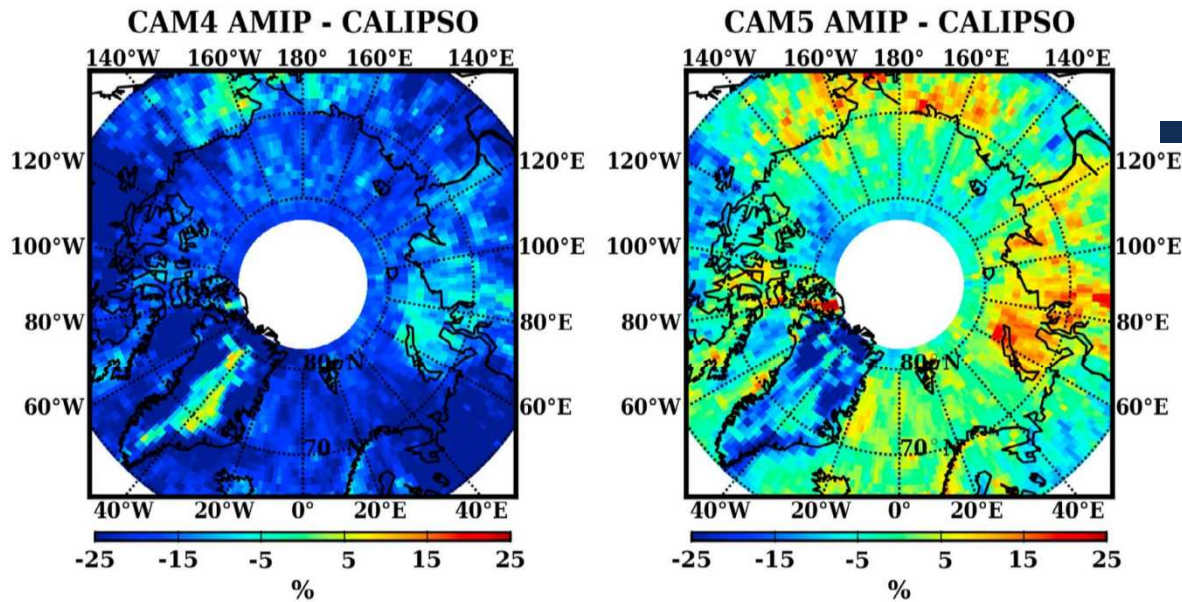 CAM4 AMIP - CALIPSO
140°W 160°W 180° 160°E 140°E
120°W 120°E
100°W 100°E
80°W 80°E
80°N
60°W 60°E
70°N
40°W 20°W 0° 20°E 40°E
-25 -15 -5 5 15 25
%
CAM5 AMIP - CALIPSO
140°W 160°W 180° 160°E 140°E
120°W 120°E
100°W 100°E
80°W 80°E
80°N
60°W 60°E
70°N
40°W 20°W 0° 20°E 40°E
-25 -15 -5 5 15 25
%